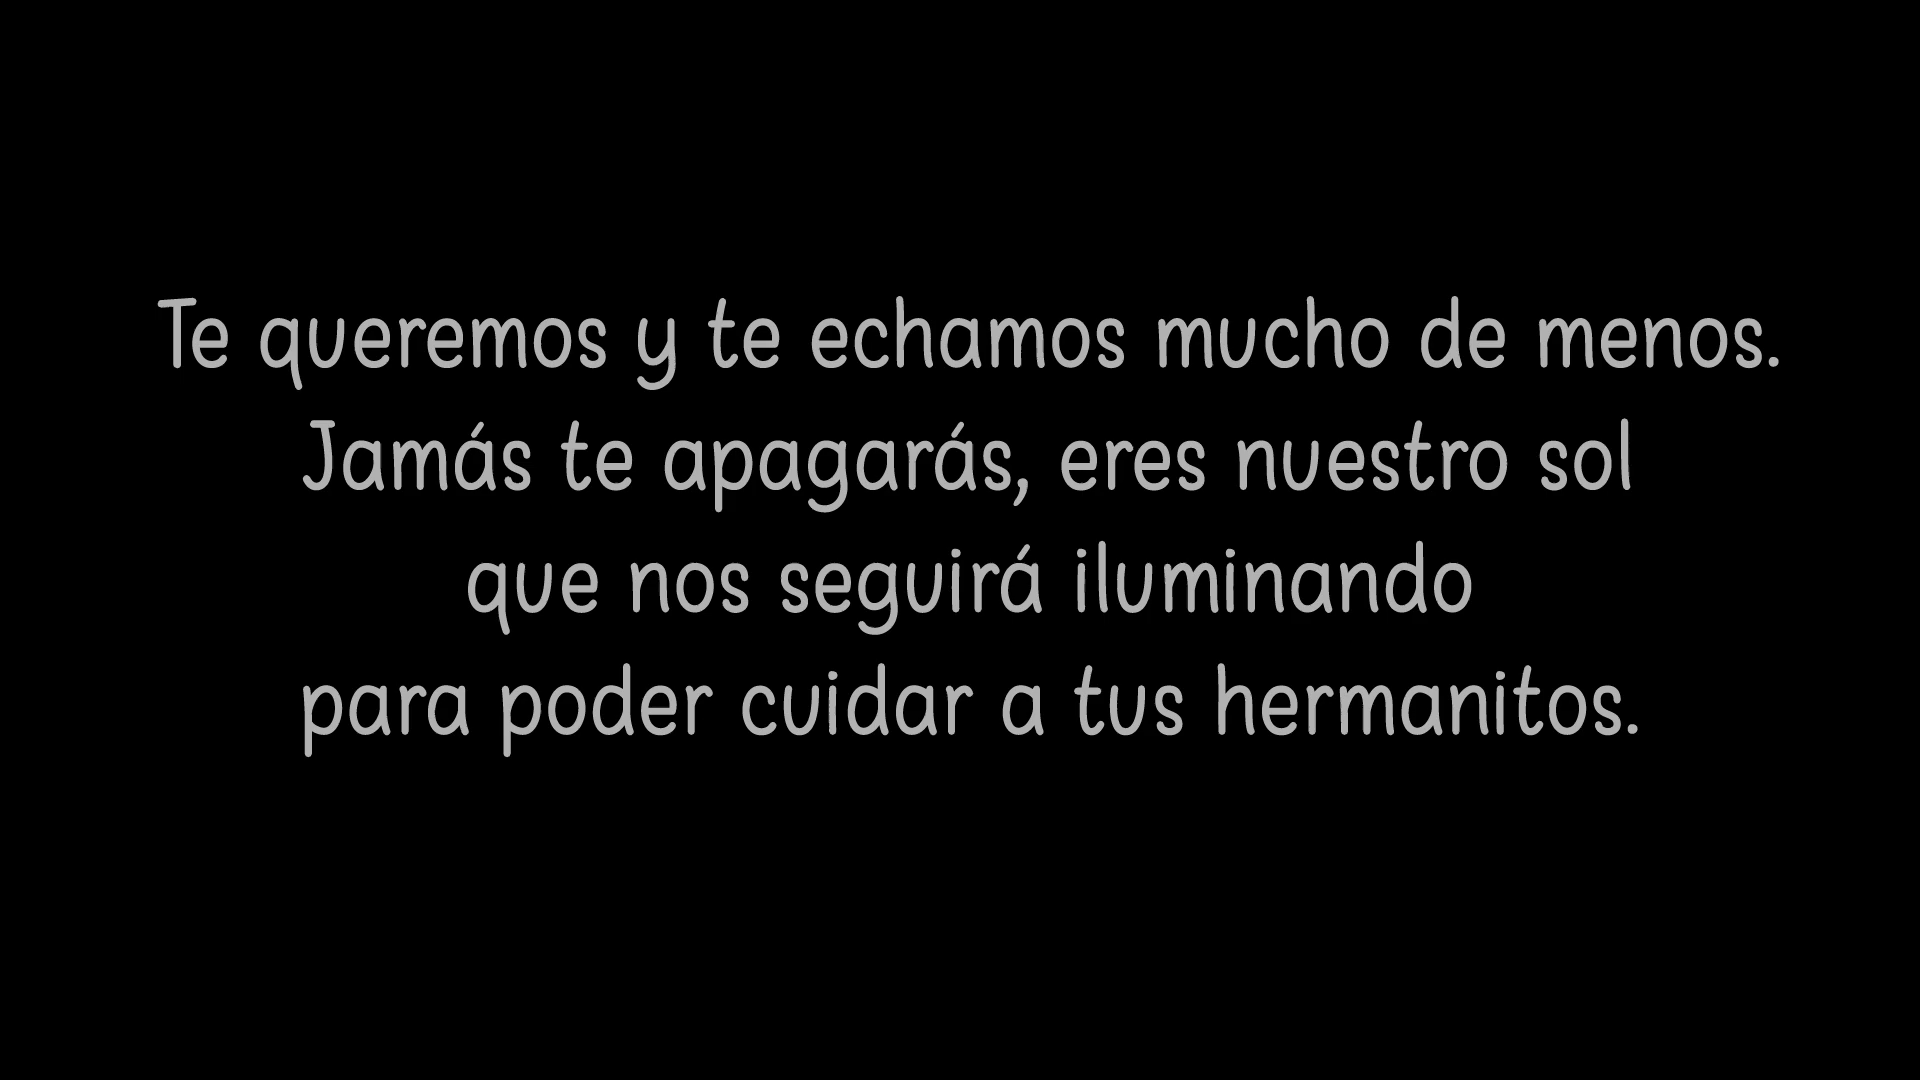 Te queremos y te echamos mucho de menos.
Jamás te apagarás, eres nuestro sol
que nos seguirá iluminando
para poder cuidar a tus hermanitos.